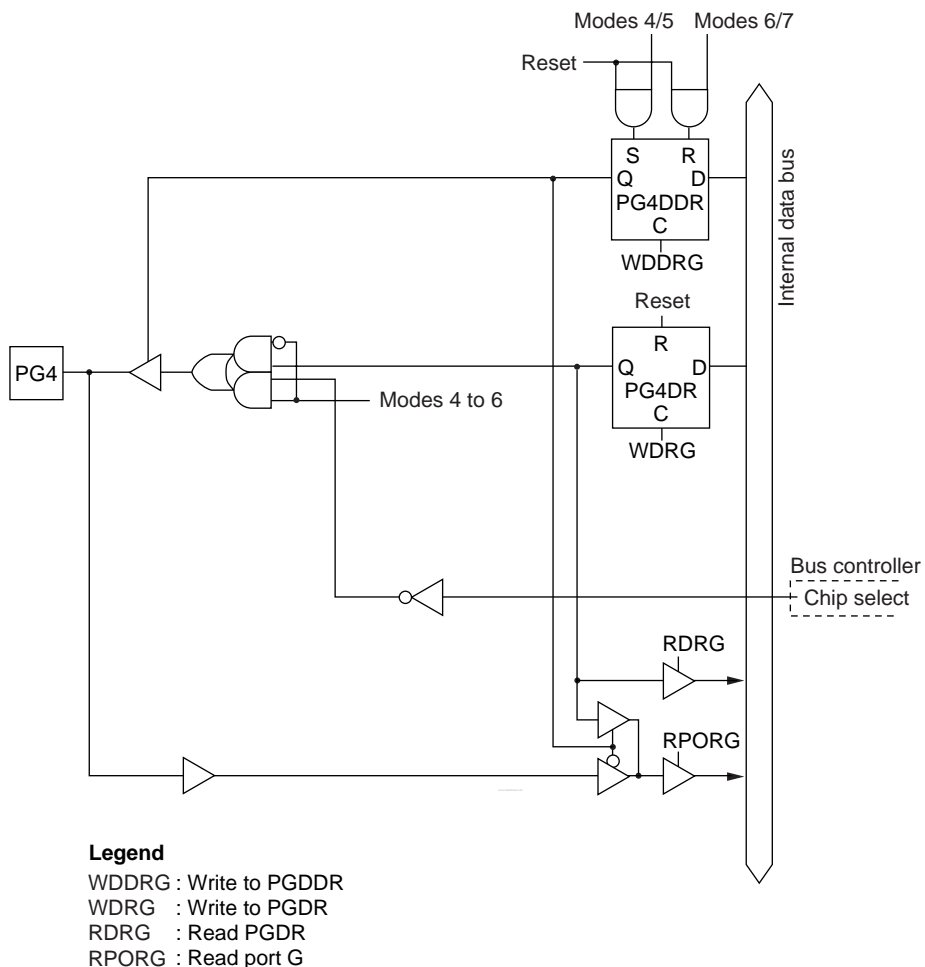 Modes 4/5 Modes 6/7
Reset
S R
Q D
PG4DDR
C
WDDRG
Internal data bus
Reset
R
Q D
PG4DR
C
WDRG
PG4
Modes 4 to 6
Bus controller
Chip select
RDRG
RPORG
Legend
WDDRG : Write to PGDDR
WDRG : Write to PGDR
RDRG : Read PGDR
RPORG : Read port G